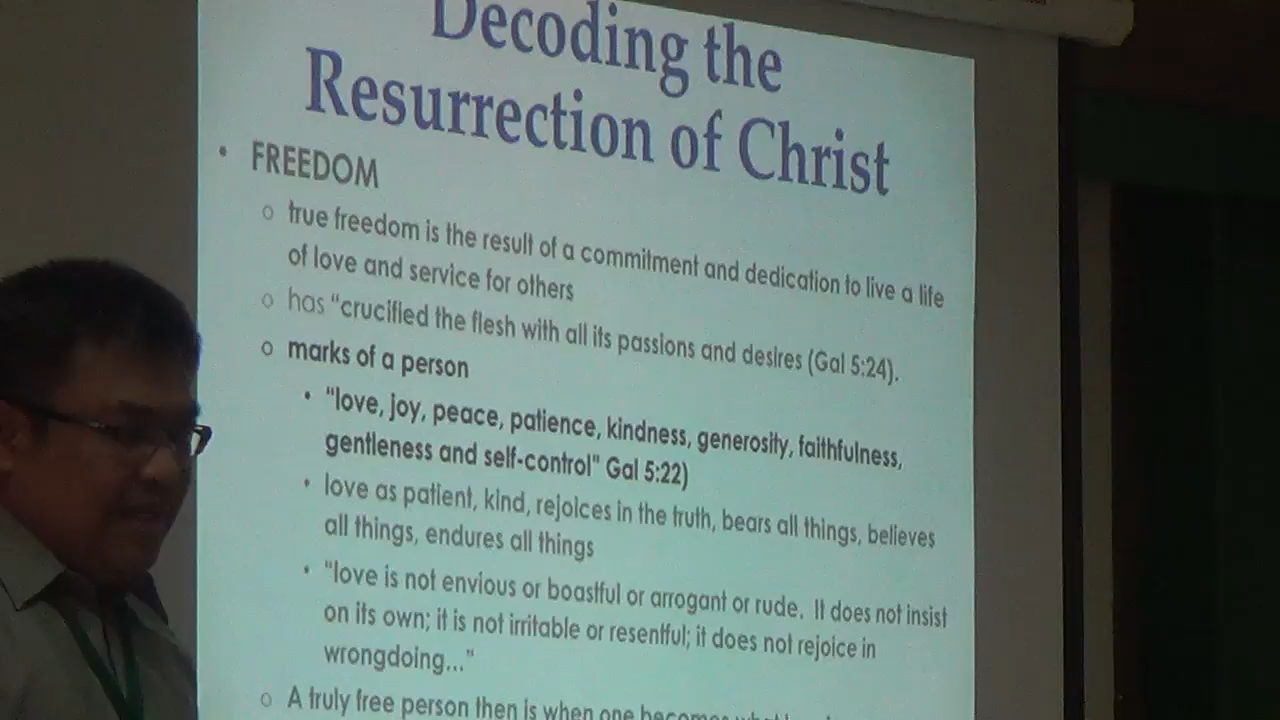 Decoding the
Resurrection of Christ
• FREEDOM
o true freedom is the result of a commitment and dedication to live a life
of love and service for others
o has "crucified the flesh with all its passions and desires (Gal 5:24).
o marks of a person
• "love, joy, peace, patience, kindness, generosity, faithfulness,
gentleness and self-control" Gal 5:22)
• love as patient, kind, rejoices in the truth, bears all things, believes
all things, endures all things
• "love is not envious or boastful or arrogant or rude. It does not insist
on its own; it is not irritable or resentful; it does not rejoice in
wrongdoing..."
o A truly free person then is when one becomes